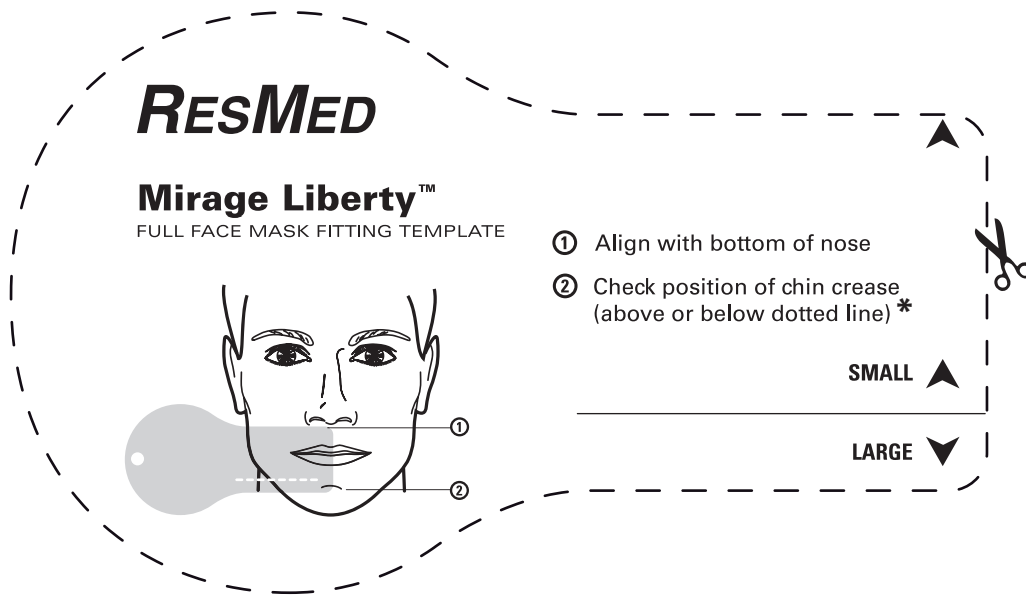 RESMED
Mirage Liberty™
FULL FACE MASK FITTING TEMPLATE
① Align with bottom of nose
② Check position of chin crease
(above or below dotted line) *
SMALL
LARGE
①
②